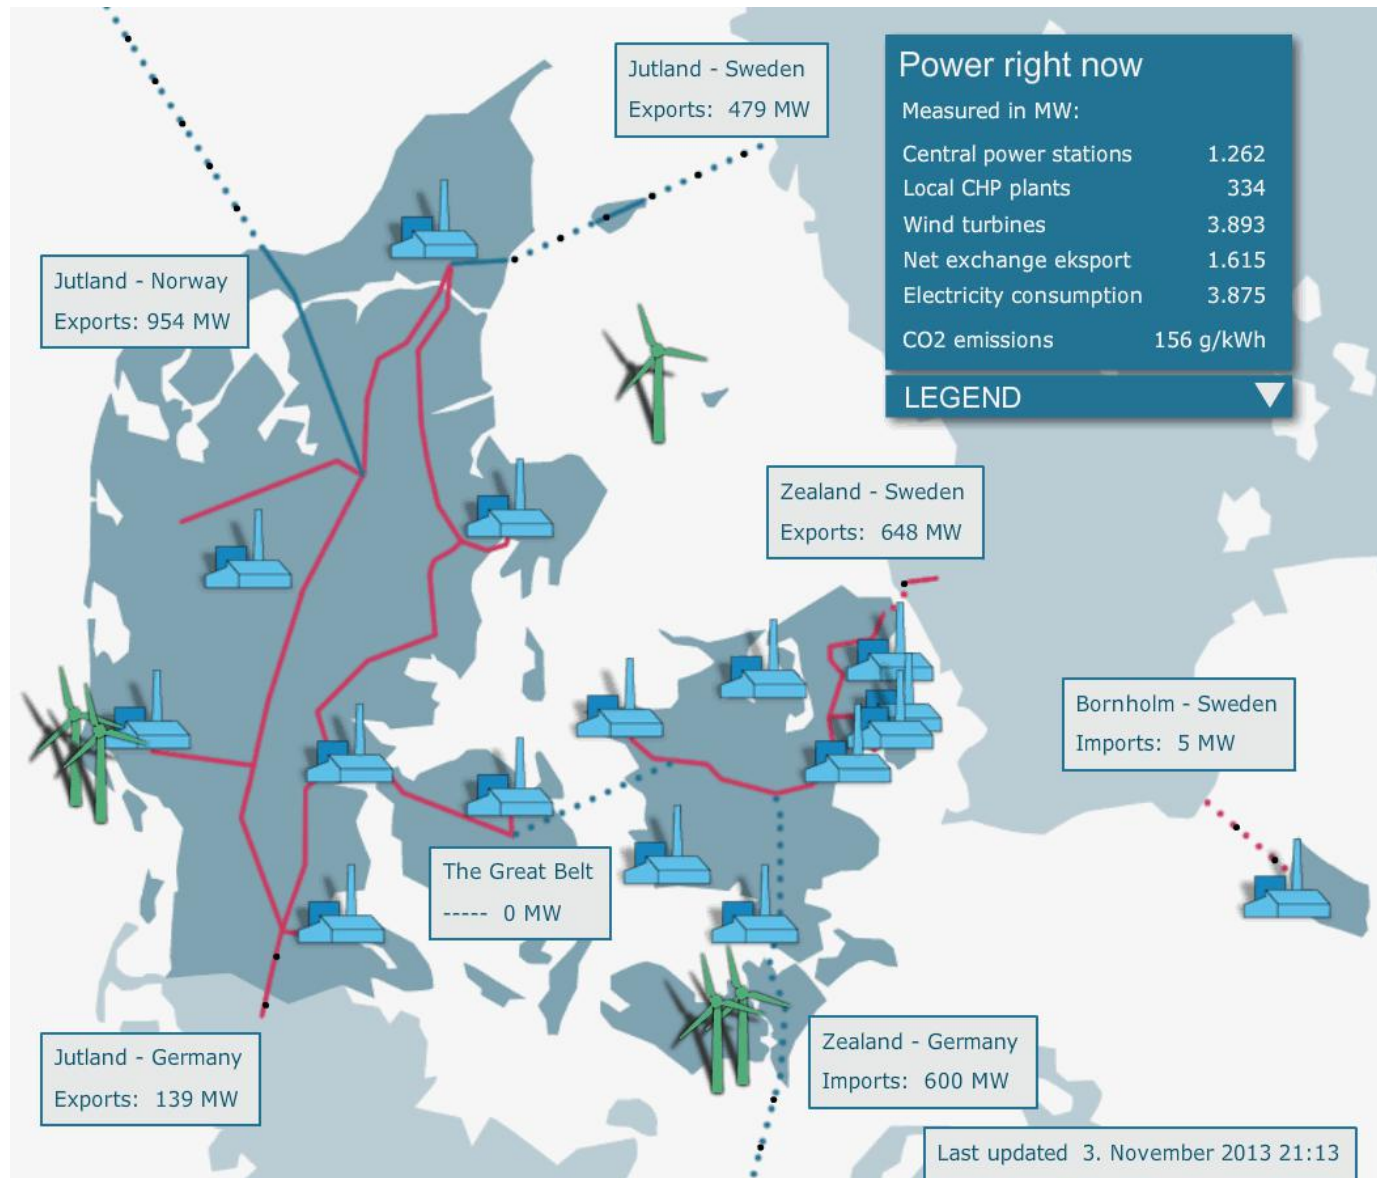 Jutland - Sweden
Exports: 479 MW
Power right now
Measured in MW:
Central power stations 1.262
Local CHP plants 334
Wind turbines 3.893
Net exchange eksport 1.615
Electricity consumption 3.875
CO2 emissions 156 g/kWh
LEGEND
Jutland - Norway
Exports: 954 MW
Zealand - Sweden
Exports: 648 MW
Bornholm - Sweden
Imports: 5 MW
The Great Belt
----- 0 MW
Jutland - Germany
Exports: 139 MW
Zealand - Germany
Imports: 600 MW
Last updated 3. November 2013 21:13